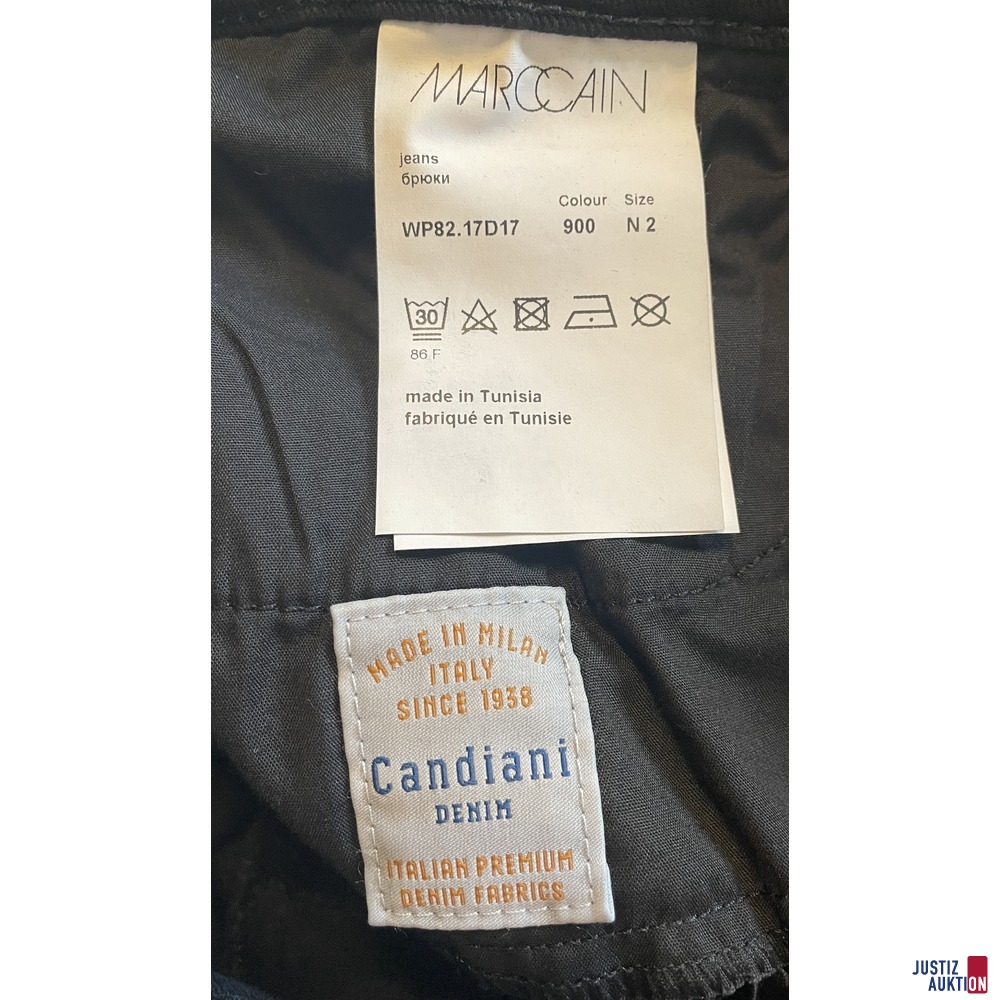 MARCCAIN
jeans
брюки
Colour Size
WP82.17D17 900 N 2
30
86 F
made in Tunisia
fabriqué en Tunisie
MADE IN MILAN
ITALY
SINCE 1938
Candiani
DENIM
ITALIAN PREMIUM
DENIM FABRICS
JUSTIZ
AUKTION